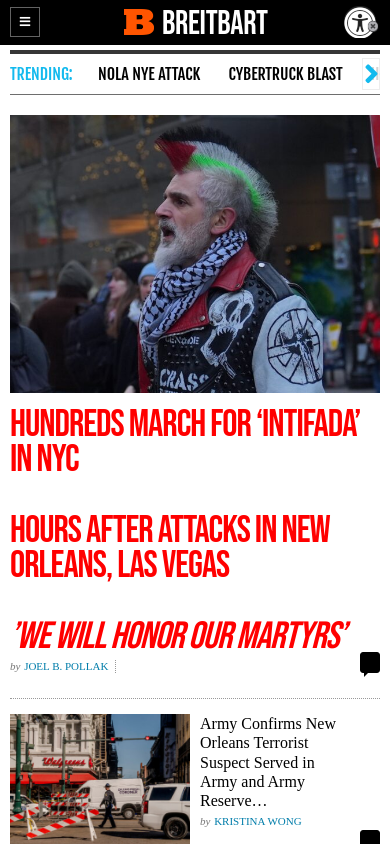 BREITBART
TRENDING: NOLA NYE ATTACK CYBERTRUCK BLAST
CRASS
HUNDREDS MARCH FOR ‘INTIFADA’
IN NYC
HOURS AFTER ATTACKS IN NEW
ORLEANS, LAS VEGAS
’WE WILL HONOR OUR MARTYRS’
by JOEL B. POLLAK
Walgreens
Army Confirms New
Orleans Terrorist
Suspect Served in
Army and Army
Reserve…
by KRISTINA WONG